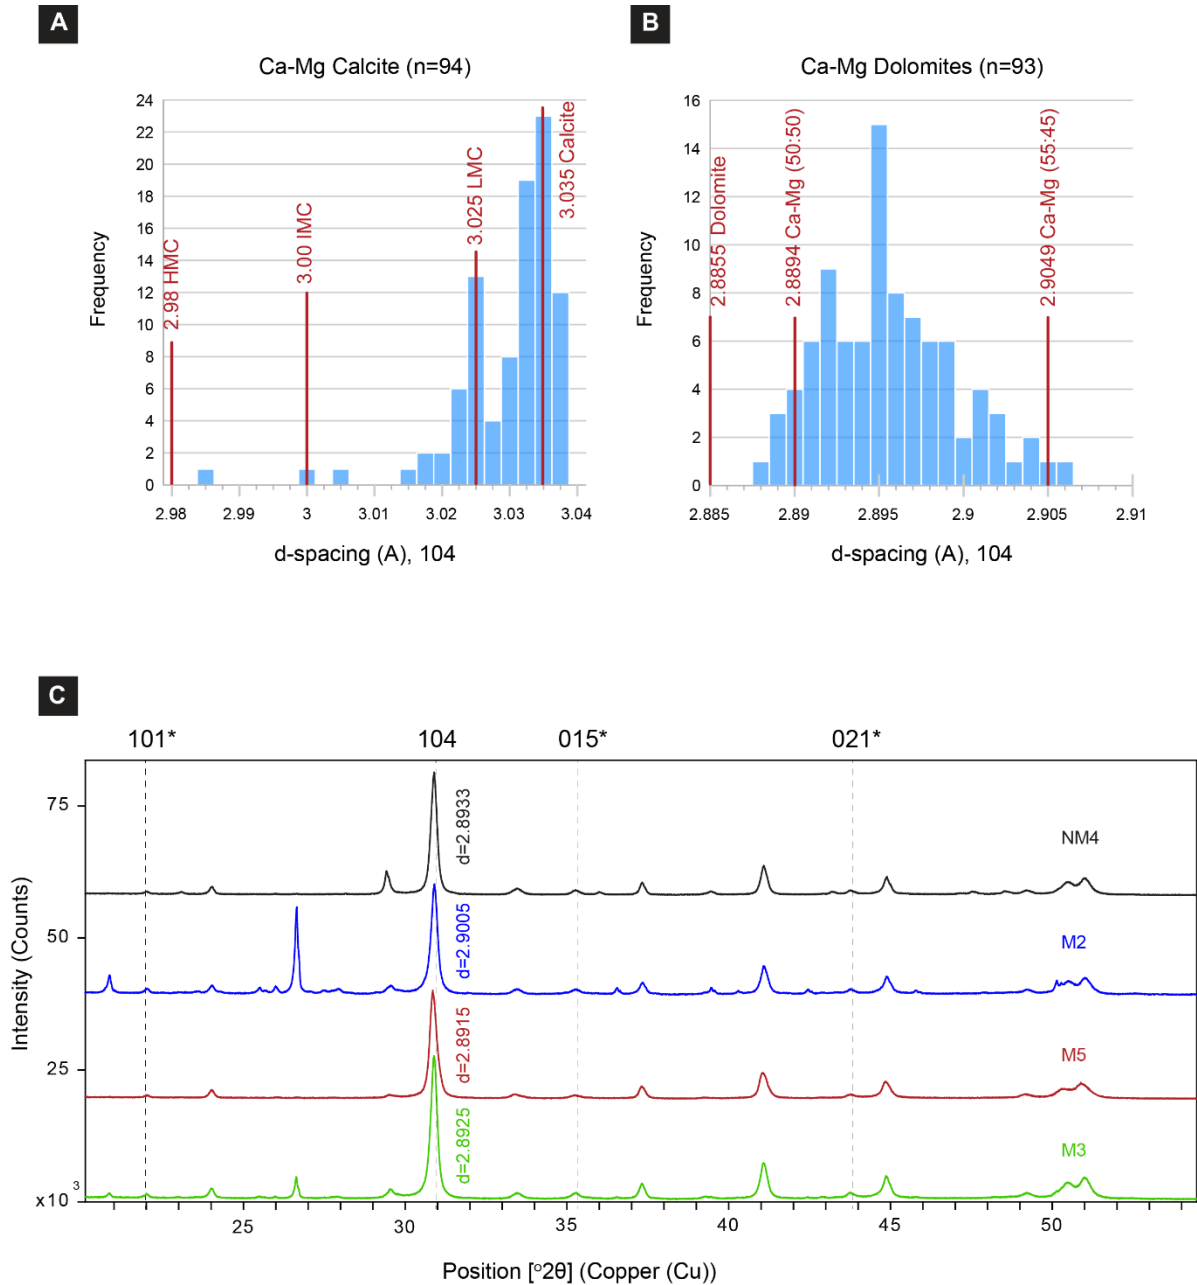 A
Ca-Mg Calcite (n=94)
Frequency
24
22
20
18
16
14
12
10
8
6
4
2
0
2.98 HMC
3.00 IMC
3.025 LMC
3.035 Calcite
2.98
2.99
3
3.01
3.02
3.03
3.04
d-spacing (A), 104
B
Ca-Mg Dolomites (n=93)
Frequency
16
14
12
10
8
6
4
2
0
2.8855 Dolomite
2.8894 Ca-Mg (50:50)
2.9049 Ca-Mg (55:45)
2.885
2.89
2.895
2.9
2.905
2.91
d-spacing (A), 104
C
101*
104
015*
021*
Intensity (Counts)
75
50
25
x10 3
d=2.8933
NM4
d=2.9005
M2
d=2.8915
M5
d=2.8925
M3
25
30
35
40
45
50
Position [°2θ] (Copper (Cu))